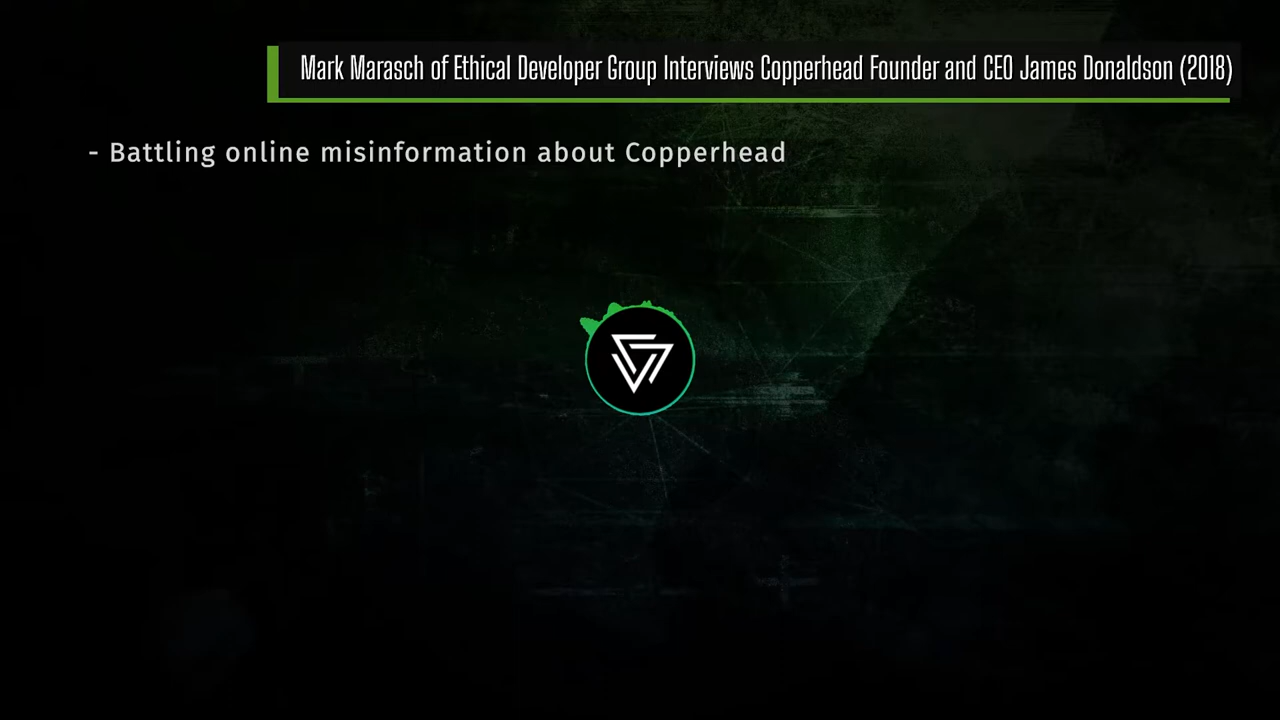 Mark Marasch of Ethical Developer Group Interviews Copperhead Founder and CEO James Donaldson (2018)
- Battling online misinformation about Copperhead